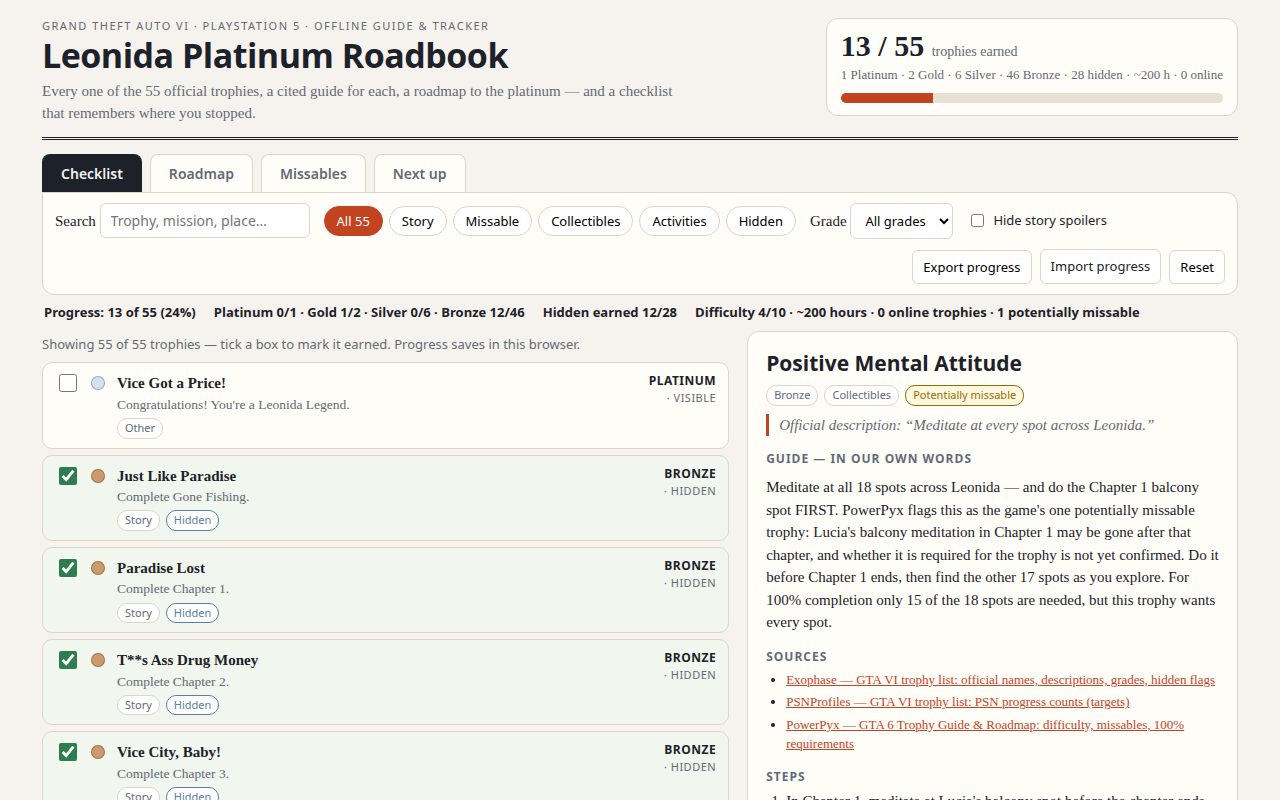 GRAND THEFT AUTO VI · PLAYSTATION 5 · OFFLINE GUIDE & TRACKER
Leonida Platinum Roadbook
Every one of the 55 official trophies, a cited guide for each, a roadmap to the platinum — and a checklist
that remembers where you stopped.
13 / 55 trophies earned
1 Platinum · 2 Gold · 6 Silver · 46 Bronze · 28 hidden · ~200 h · 0 online
Checklist
Roadmap
Missables
Next up
Search
Trophy, mission, place...
All 55
Story
Missable
Collectibles
Activities
Hidden
Grade
All grades
Hide story spoilers
Export progress
Import progress
Reset
Progress: 13 of 55 (24%)
Platinum 0/1 · Gold 1/2 · Silver 0/6 · Bronze 12/46
Hidden earned 12/28
Difficulty 4/10 · ~200 hours · 0 online trophies · 1 potentially missable
Showing 55 of 55 trophies — tick a box to mark it earned. Progress saves in this browser.
Vice Got a Price!
Congratulations! You're a Leonida Legend.
Other
PLATINUM
· VISIBLE
Just Like Paradise
Complete Gone Fishing.
Story
Hidden
BRONZE
· HIDDEN
Paradise Lost
Complete Chapter 1.
Story
Hidden
BRONZE
· HIDDEN
T**s Ass Drug Money
Complete Chapter 2.
Story
Hidden
BRONZE
· HIDDEN
Vice City, Baby!
Complete Chapter 3.
Story
Hidden
BRONZE
· HIDDEN
Positive Mental Attitude
Bronze
Collectibles
Potentially missable
Official description: “Meditate at every spot across Leonida.”
GUIDE — IN OUR OWN WORDS
Meditate at all 18 spots across Leonida — and do the Chapter 1 balcony
spot FIRST. PowerPyx flags this as the game's one potentially missable
trophy: Lucia's balcony meditation in Chapter 1 may be gone after that
chapter, and whether it is required for the trophy is not yet confirmed. Do it
before Chapter 1 ends, then find the other 17 spots as you explore. For
100% completion only 15 of the 18 spots are needed, but this trophy wants
every spot.
SOURCES
Exophase — GTA VI trophy list: official names, descriptions, grades, hidden flags
PSNProfiles — GTA VI trophy list: PSN progress counts (targets)
PowerPyx — GTA 6 Trophy Guide & Roadmap: difficulty, missables, 100%
requirements
STEPS
1. In Chapter 1, meditate at Lucia's balcony spot before the chapter ends.